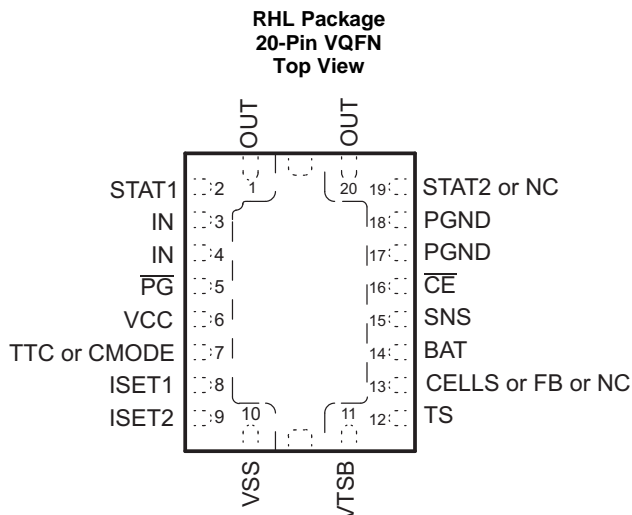 RHL Package
20-Pin VQFN
Top View
OUT OUT
STAT1 2 1 20 19 STAT2 or NC
IN 3 18 PGND
IN 4 17 PGND
P̅G̅ 5 16 C̅E̅
VCC 6 15 SNS
TTC or CMODE 7 14 BAT
ISET1 8 13 CELLS or FB or NC
ISET2 9 10 11 12 TS
VSS VTSB